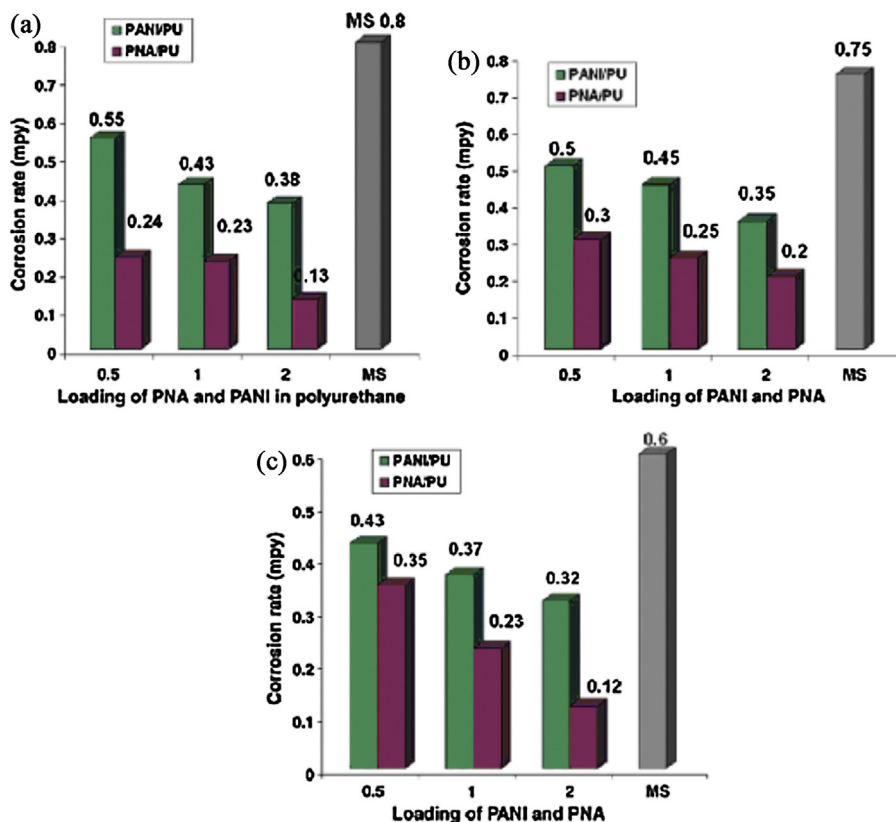 (a)
PANI/PU
PNA/PU
MS 0.8
Corrosion rate (mpy)
0.8
0.7
0.6
0.5
0.4
0.3
0.2
0.1
0
0.55
0.24
0.43
0.23
0.38
0.13
0.5
1
2
MS
Loading of PNA and PANI in polyurethane
(b)
PANI/PU
PNA/PU
0.75
Corrosion rate (mpy)
0.8
0.7
0.6
0.5
0.4
0.3
0.2
0.1
0
0.5
0.3
0.45
0.25
0.35
0.2
0.5
1
2
MS
Loading of PANI and PNA
(c)
PANI/PU
PNA/PU
0.6
Corrosion rate (mpy)
0.6
0.5
0.4
0.3
0.2
0.1
0
0.43
0.35
0.37
0.23
0.32
0.12
0.5
1
2
MS
Loading of PANI and PNA